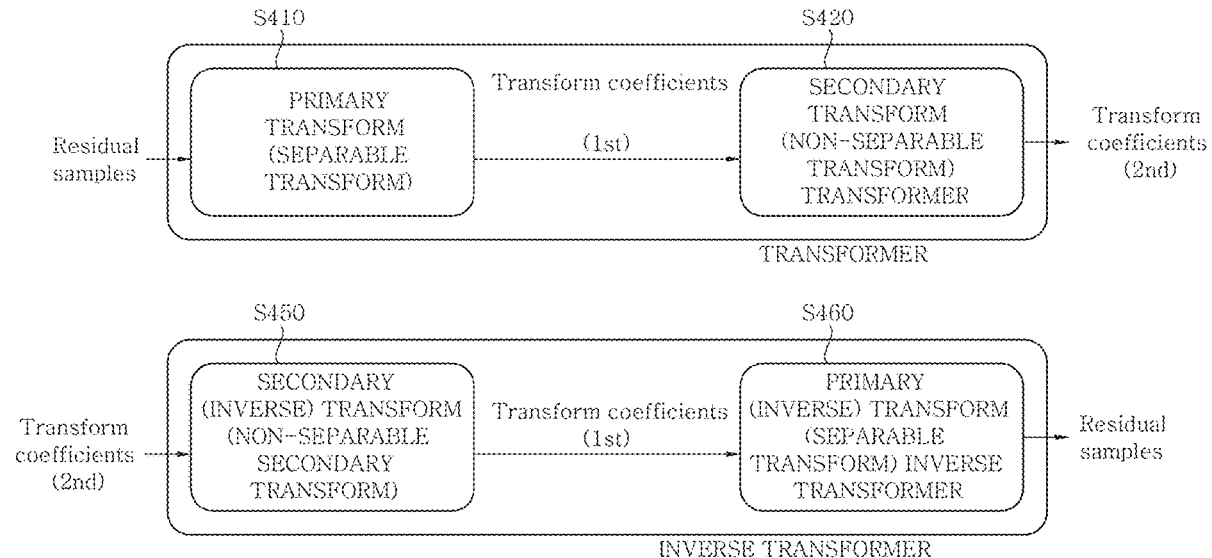 S410
S420
PRIMARY
TRANSFORM
(SEPARABLE
TRANSFORM)
Residual
samples
Transform coefficients
(1st)
SECONDARY
TRANSFORM
(NON-SEPARABLE
TRANSFORM)
TRANSFORMER
Transform
coefficients
(2nd)
TRANSFORMER
S450
S460
Transform
coefficients
(2nd)
SECONDARY
(INVERSE) TRANSFORM
(NON-SEPARABLE
SECONDARY
TRANSFORM)
Transform coefficients
(1st)
PRIMARY
(INVERSE) TRANSFORM
(SEPARABLE
TRANSFORM) INVERSE
TRANSFORMER
Residual
samples
INVERSE TRANSFORMER